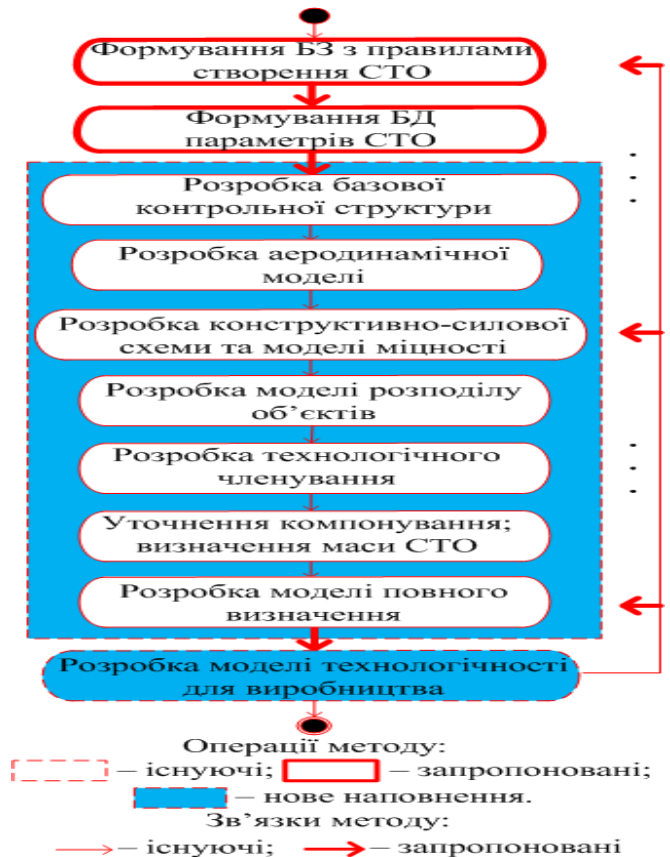 Формування БЗ з правилами
створення СТО
Формування БД
параметрів СТО
Розробка базової
контрольної структури
Розробка аеродинамічної
моделі
Розробка конструктивно-силової
схеми та моделі міцності
Розробка моделі розподілу
об’єктів
Розробка технологічного
членування
Уточнення компонування;
визначення маси СТО
Розробка моделі повного
визначення
Розробка моделі технологічності
для виробництва
Операції методу:
– існуючі; – запропоновані;
– нове наповнення.
Зв’язки методу:
– існуючі; – запропоновані